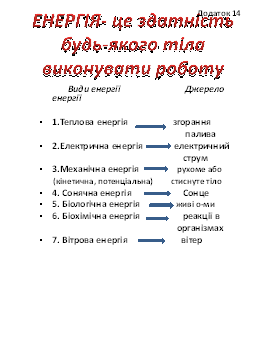 Додаток 14
ЕНЕРГІЯ- це здатність
будь-якого тіла
виконувати роботу
Види енергії Джерело
енергії
• 1.Теплова енергія згорання
палива
• 2.Електрична енергія електричний
струм
• 3.Механічна енергія рухоме або
(кінетична, потенціальна) стиснуте тіло
• 4. Сонячна енергія Сонце
• 5. Біологічна енергія живі о-ми
• 6. Біохімічна енергія реакції в
організмах
• 7. Вітрова енергія вітер